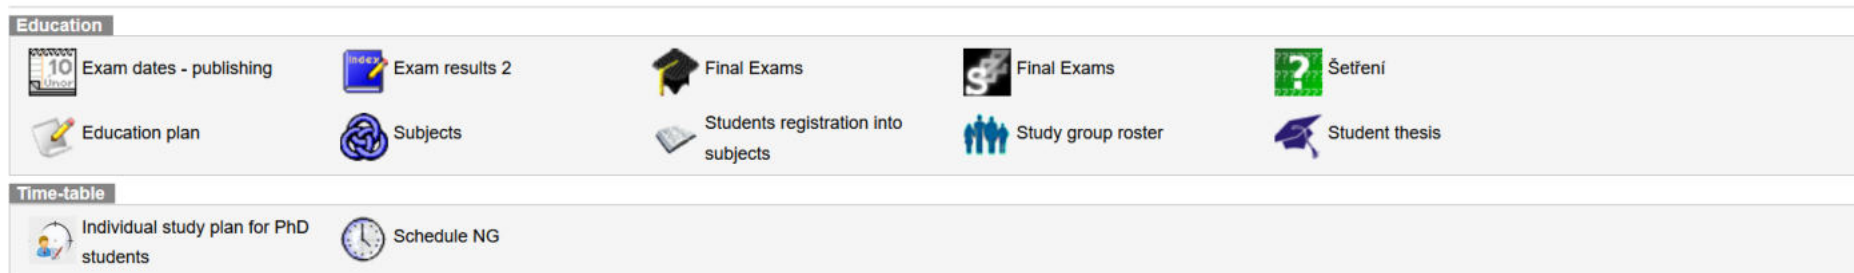 Education
10
Únor
Exam dates - publishing
Index
Exam results 2
Final Exams
SZZ
Final Exams
?
Šetření
Education plan
Subjects
Students registration into
subjects
Study group roster
Student thesis
Time-table
Individual study plan for PhD
students
Schedule NG